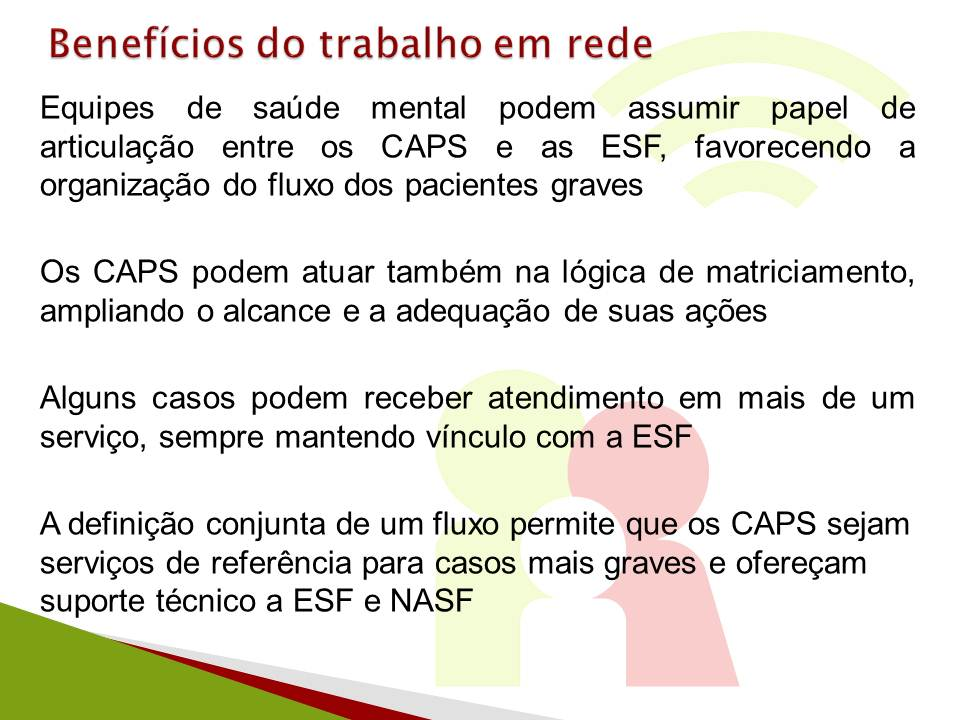 Benefícios do trabalho em rede
Equipes de saúde mental podem assumir papel de
articulação entre os CAPS e as ESF, favorecendo a
organização do fluxo dos pacientes graves
Os CAPS podem atuar também na lógica de matriciamento,
ampliando o alcance e a adequação de suas ações
Alguns casos podem receber atendimento em mais de um
serviço, sempre mantendo vínculo com a ESF
A definição conjunta de um fluxo permite que os CAPS sejam
serviços de referência para casos mais graves e ofereçam
suporte técnico a ESF e NASF